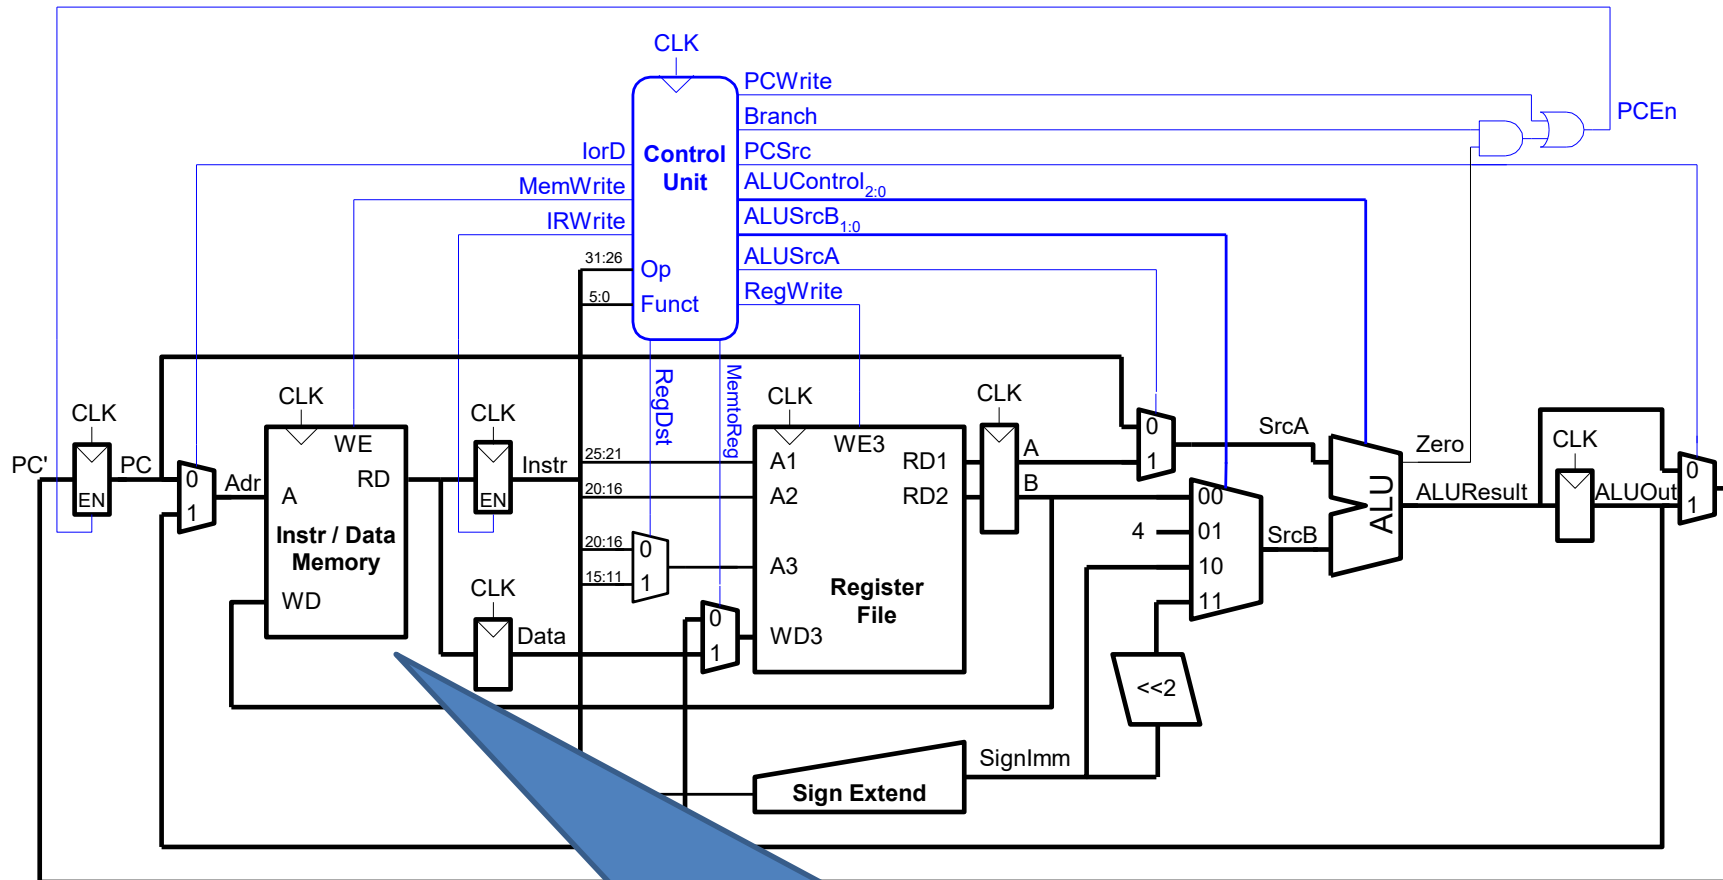 CLK
PCWrite
Branch
PCEn
IorD
Control
Unit
PCSrc
MemWrite
ALUControl2:0
IRWrite
ALUSrcB1:0
31:26
Op
ALUSrcA
5:0
Funct
RegWrite
RegDst
MemtoReg
CLK
CLK
CLK
CLK
CLK
CLK
PC'
PC
EN
0
1
Adr
A
WE
RD
Instr / Data
Memory
WD
EN
Instr
CLK
Data
25:21
20:16
20:16
15:11
0
1
0
1
A1
A2
A3
WD3
WE3
RD1
RD2
Register
File
A
B
0
1
4
00
01
10
11
SrcA
SrcB
ALU
Zero
ALUResult
ALUOut
0
1
<<2
SignImm
Sign Extend